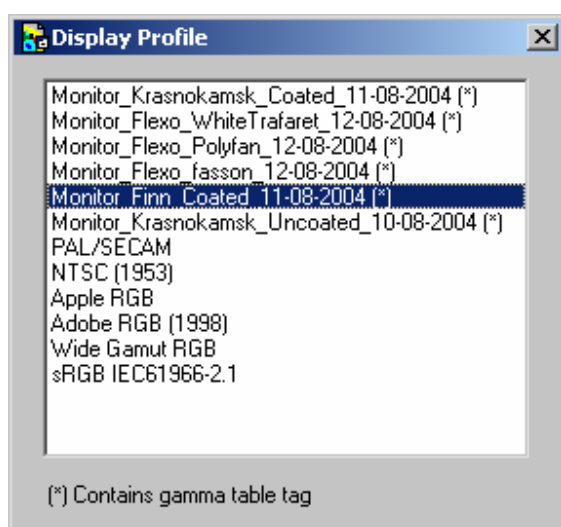 Display Profile
Monitor_Krasnokamsk_Coated_11-08-2004 (*)
Monitor_Flexo_WhiteTrafaret_12-08-2004 (*)
Monitor_Flexo_Polyfan_12-08-2004 (*)
Monitor_Flexo_fasson_12-08-2004 (*)
Monitor_Finn_Coated_11-08-2004 (*)
Monitor_Krasnokamsk_Uncoated_10-08-2004 (*)
PAL/SECAM
NTSC (1953)
Apple RGB
Adobe RGB (1998)
Wide Gamut RGB
sRGB IEC61966-2.1
(*) Contains gamma table tag